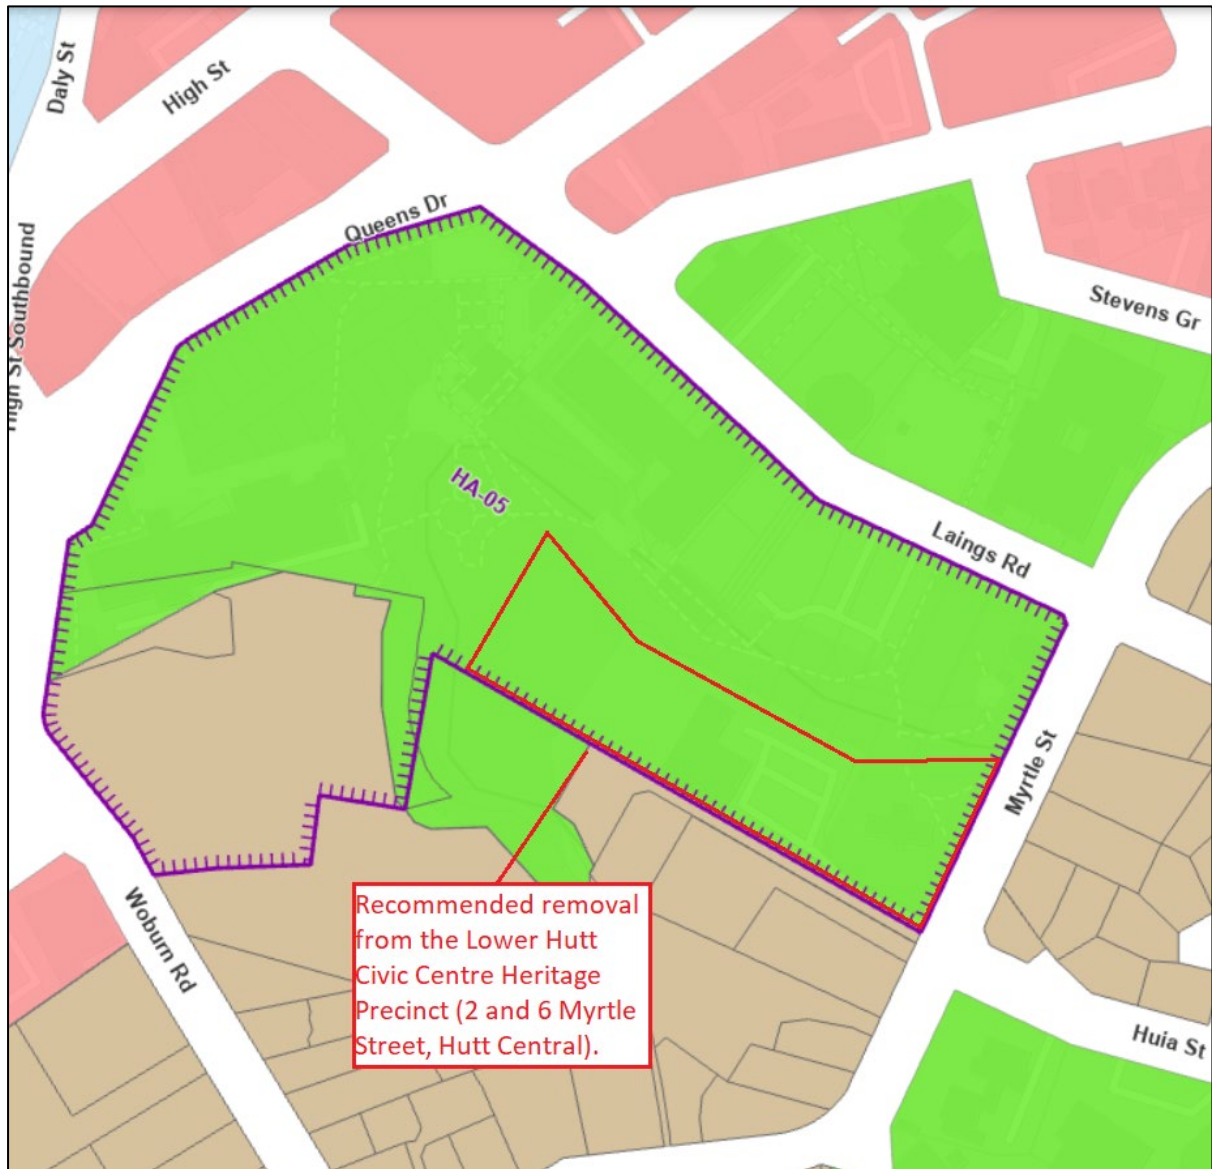 Daly St
High St
Queens Dr
High St Southbound
Stevens Gr
HA-05
Laings Rd
Myrtle St
Recommended removal
from the Lower Hutt
Civic Centre Heritage
Precinct (2 and 6 Myrtle
Street, Hutt Central).
Woburn Rd
Huia St